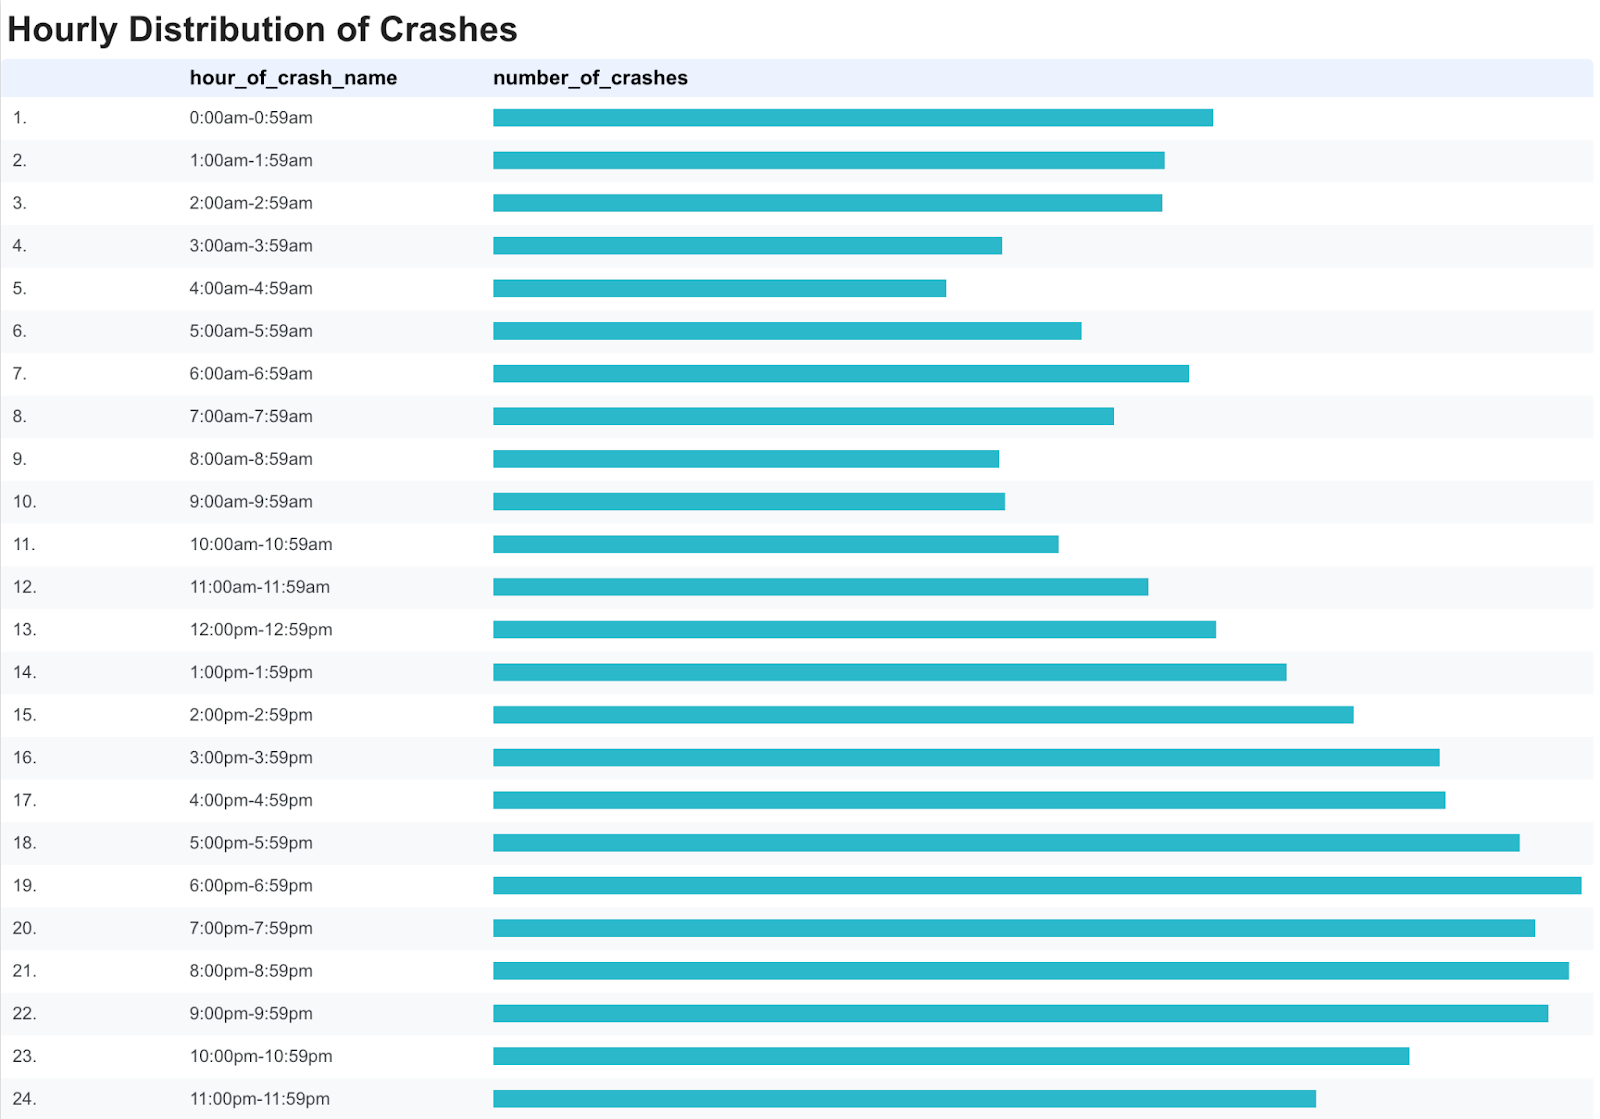 Hourly Distribution of Crashes
hour_of_crash_name number_of_crashes
1. 0:00am-0:59am
2. 1:00am-1:59am
3. 2:00am-2:59am
4. 3:00am-3:59am
5. 4:00am-4:59am
6. 5:00am-5:59am
7. 6:00am-6:59am
8. 7:00am-7:59am
9. 8:00am-8:59am
10. 9:00am-9:59am
11. 10:00am-10:59am
12. 11:00am-11:59am
13. 12:00pm-12:59pm
14. 1:00pm-1:59pm
15. 2:00pm-2:59pm
16. 3:00pm-3:59pm
17. 4:00pm-4:59pm
18. 5:00pm-5:59pm
19. 6:00pm-6:59pm
20. 7:00pm-7:59pm
21. 8:00pm-8:59pm
22. 9:00pm-9:59pm
23. 10:00pm-10:59pm
24. 11:00pm-11:59pm